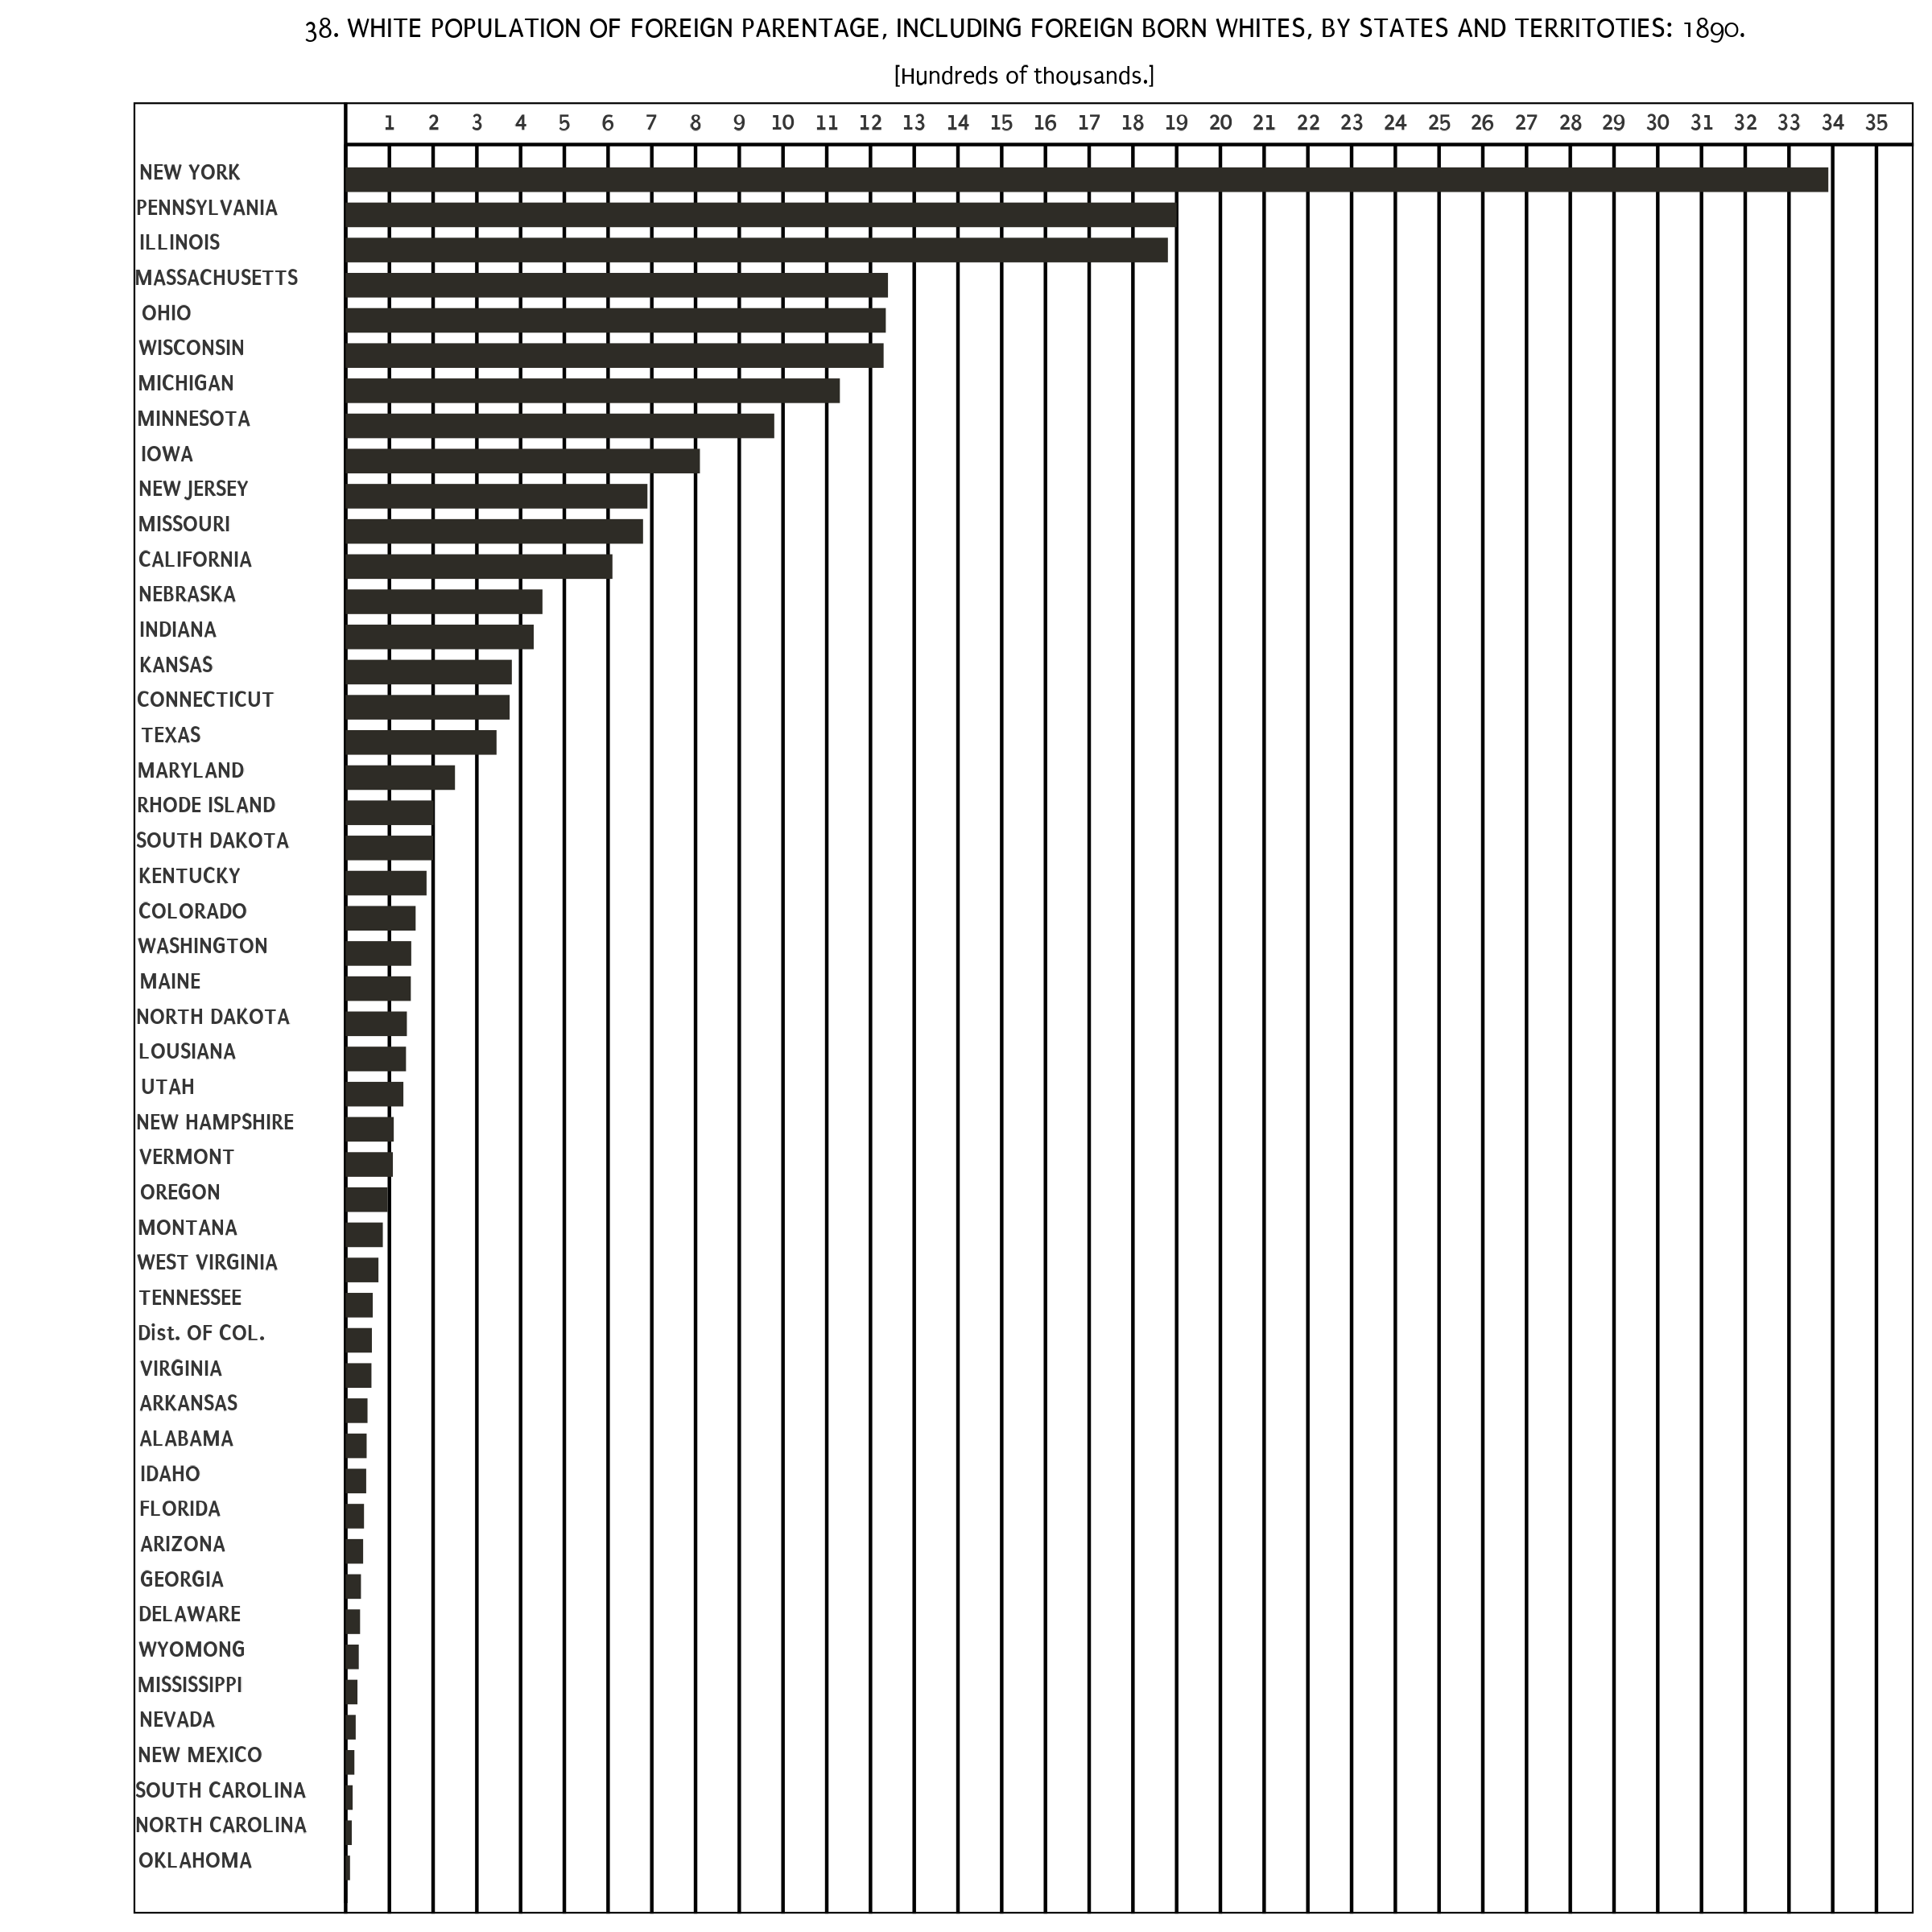 38. WHITE POPULATION OF FOREIGN PARENTAGE, INCLUDING FOREIGN BORN WHITES, BY STATES AND TERRITOTIES: 1890.
[Hundreds of thousands.]
1 2 3 4 5 6 7 8 9 10 11 12 13 14 15 16 17 18 19 20 21 22 23 24 25 26 27 28 29 30 31 32 33 34 35
NEW YORK
PENNSYLVANIA
ILLINOIS
MASSACHUSETTS
OHIO
WISCONSIN
MICHIGAN
MINNESOTA
IOWA
NEW JERSEY
MISSOURI
CALIFORNIA
NEBRASKA
INDIANA
KANSAS
CONNECTICUT
TEXAS
MARYLAND
RHODE ISLAND
SOUTH DAKOTA
KENTUCKY
COLORADO
WASHINGTON
MAINE
NORTH DAKOTA
LOUSIANA
UTAH
NEW HAMPSHIRE
VERMONT
OREGON
MONTANA
WEST VIRGINIA
TENNESSEE
Dist. OF COL.
VIRGINIA
ARKANSAS
ALABAMA
IDAHO
FLORIDA
ARIZONA
GEORGIA
DELAWARE
WYOMONG
MISSISSIPPI
NEVADA
NEW MEXICO
SOUTH CAROLINA
NORTH CAROLINA
OKLAHOMA